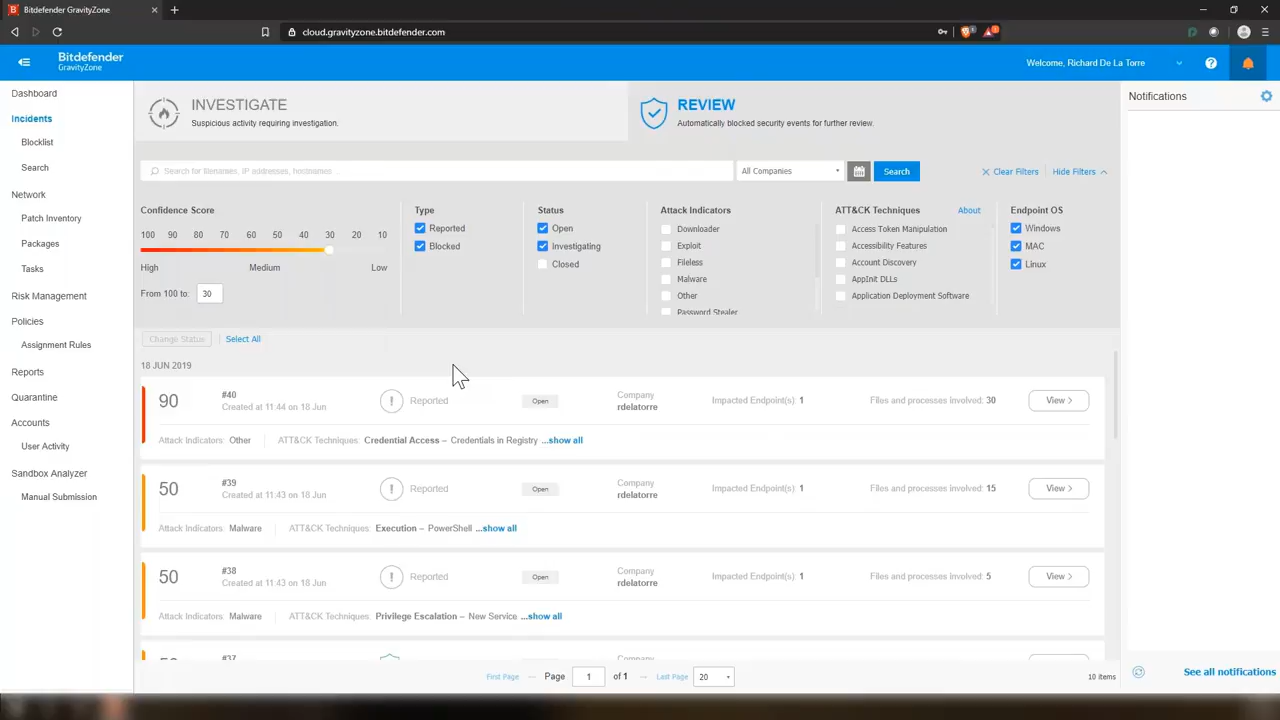 Bitdefender GravityZone
cloud.gravityzone.bitdefender.com
Bitdefender
GravityZone
Welcome, Richard De La Torre
Dashboard
Incidents
Blocklist
Search
Network
Patch Inventory
Packages
Tasks
Risk Management
Policies
Assignment Rules
Reports
Quarantine
Accounts
User Activity
Sandbox Analyzer
Manual Submission
INVESTIGATE
Suspicious activity requiring investigation.
REVIEW
Automatically blocked security events for further review.
Search for filenames, IP addresses, hostnames ..
All Companies
Search
Clear Filters
Hide Filters
Confidence Score
100 90 80 70 60 50 40 30 20 10
High Medium Low
From 100 to: 30
Type
Reported
Blocked
Status
Open
Investigating
Closed
Attack Indicators
Downloader
Exploit
Fileless
Malware
Other
Password Stealer
ATT&CK Techniques About
Access Token Manipulation
Accessibility Features
Account Discovery
AppInit DLLs
Application Deployment Software
Endpoint OS
Windows
MAC
Linux
Change Status Select All
18 JUN 2019
90 #40 Created at 11:44 on 18 Jun Reported Open Company rdelatorre Impacted Endpoint(s): 1 Files and processes involved: 30 View
Attack Indicators: Other ATT&CK Techniques: Credential Access – Credentials in Registry ...show all
50 #39 Created at 11:43 on 18 Jun Reported Open Company rdelatorre Impacted Endpoint(s): 1 Files and processes involved: 15 View
Attack Indicators: Malware ATT&CK Techniques: Execution – PowerShell ...show all
50 #38 Created at 11:43 on 18 Jun Reported Open Company rdelatorre Impacted Endpoint(s): 1 Files and processes involved: 5 View
Attack Indicators: Malware ATT&CK Techniques: Privilege Escalation – New Service ...show all
#37 Company
First Page Page 1 of 1 Last Page 20 10 items
Notifications
See all notifications